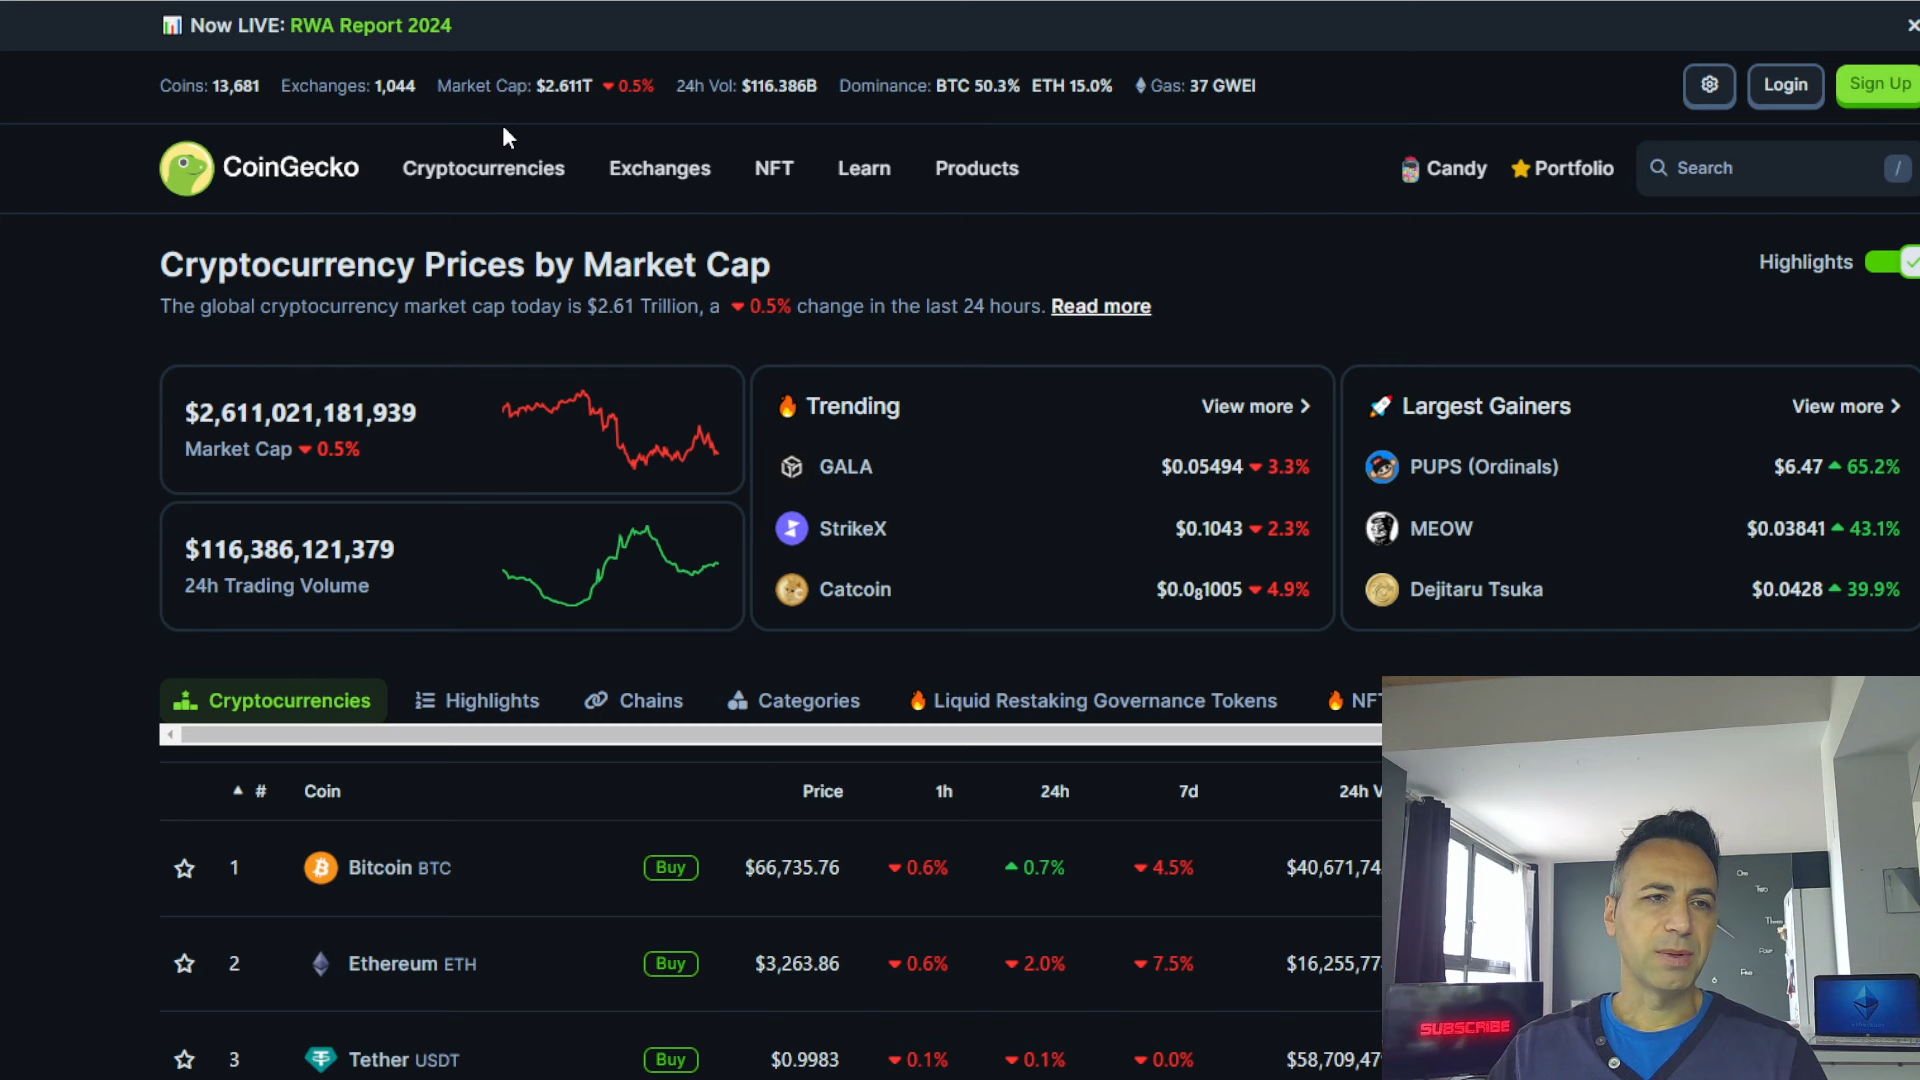 Now LIVE: RWA Report 2024
Coins: 13,681 Exchanges: 1,044 Market Cap: $2.611T 0.5% 24h Vol: $116.386B Dominance: BTC 50.3% ETH 15.0% Gas: 37 GWEI Login Sign Up
CoinGecko Cryptocurrencies Exchanges NFT Learn Products Candy Portfolio Search /
Cryptocurrency Prices by Market Cap
Highlights
The global cryptocurrency market cap today is $2.61 Trillion, a 0.5% change in the last 24 hours. Read more
$2,611,021,181,939
Market Cap 0.5%
$116,386,121,379
24h Trading Volume
Trending View more
GALA $0.05494 3.3%
StrikeX $0.1043 2.3%
Catcoin $0.0₈1005 4.9%
Largest Gainers View more
PUPS (Ordinals) $6.47 65.2%
MEOW $0.03841 43.1%
Dejitaru Tsuka $0.0428 39.9%
Cryptocurrencies Highlights Chains Categories Liquid Restaking Governance Tokens NF
# Coin Price 1h 24h 7d 24h V
1 Bitcoin BTC Buy $66,735.76 0.6% 0.7% 4.5% $40,671,74
2 Ethereum ETH Buy $3,263.86 0.6% 2.0% 7.5% $16,255,77
3 Tether USDT Buy $0.9983 0.1% 0.1% 0.0% $58,709,47
One
Two
Three
Four
Five
SUBSCRIBE